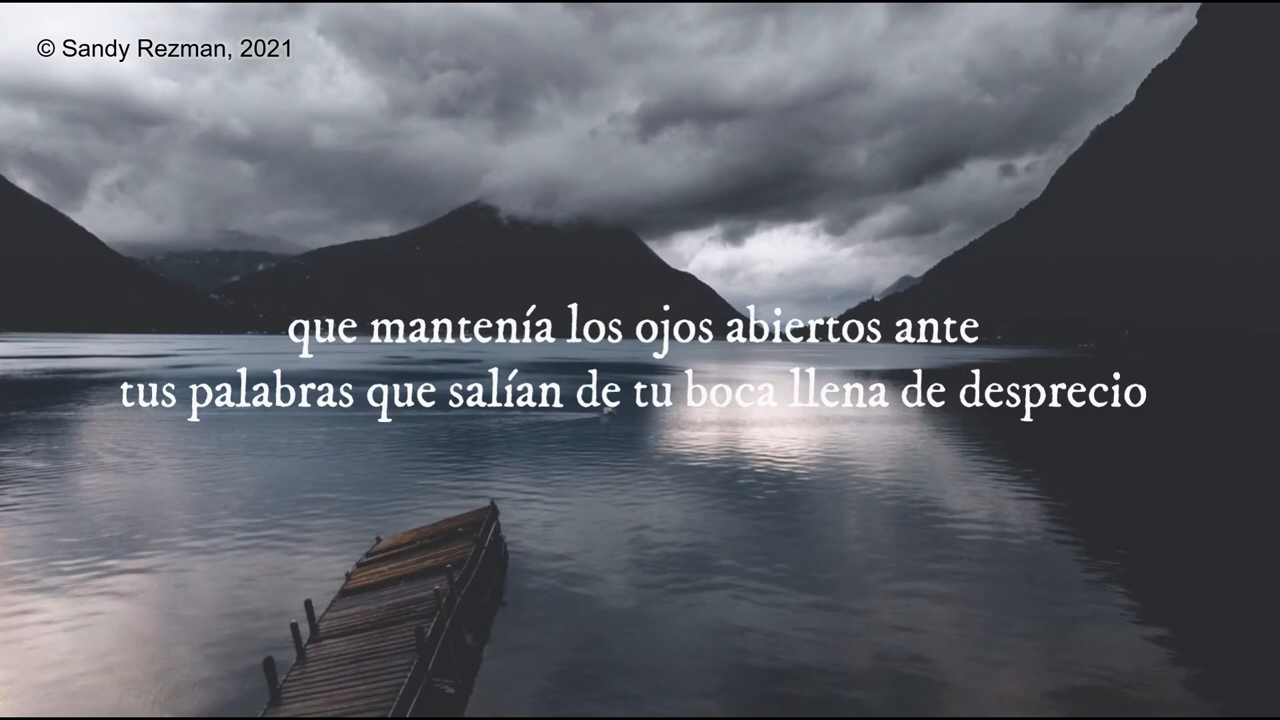 © Sandy Rezman, 2021
que mantenía los ojos abiertos ante
tus palabras que salían de tu boca llena de desprecio